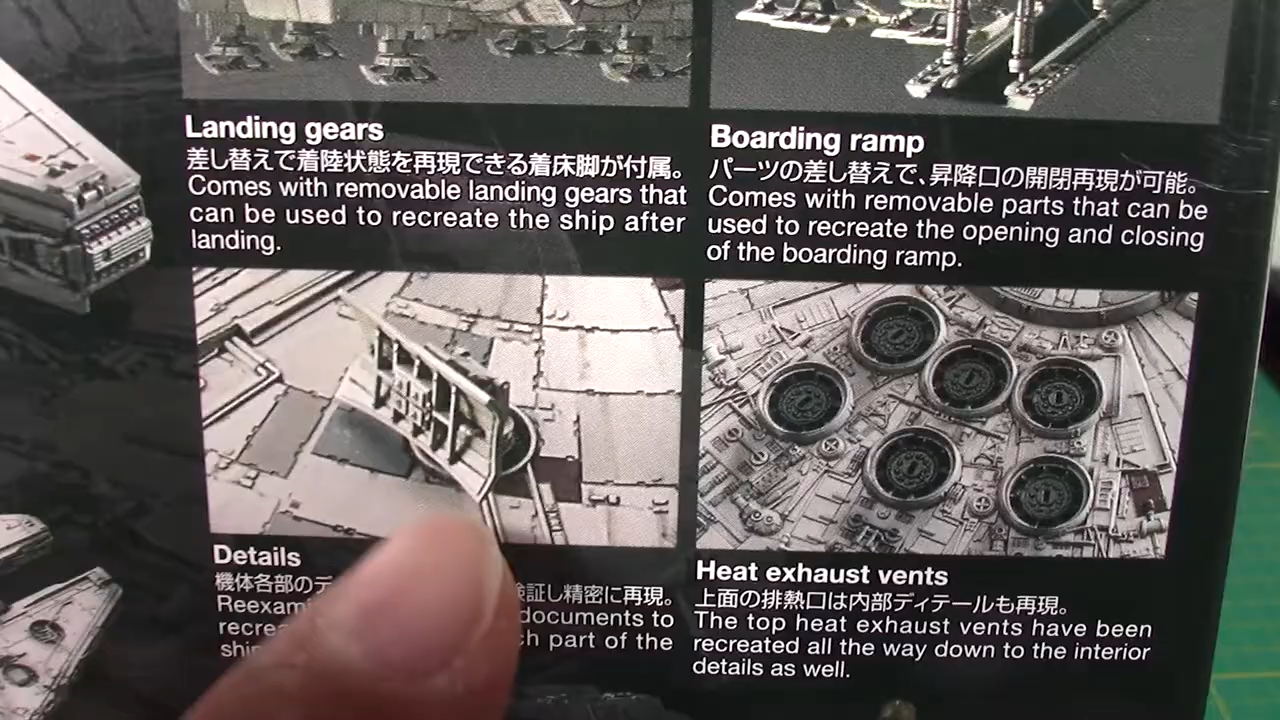 Landing gears
差し替えで着陸状態を再現できる着床脚が付属。
Comes with removable landing gears that
can be used to recreate the ship after
landing.
Boarding ramp
パーツの差し替えで、昇降口の開閉再現が可能。
Comes with removable parts that can be
used to recreate the opening and closing
of the boarding ramp.
Details
機体各部のデ 証し精密に再現。
documents to
part of the
Heat exhaust vents
上面の排熱口は内部ディテールも再現。
The top heat exhaust vents have been
recreated all the way down to the interior
details as well.